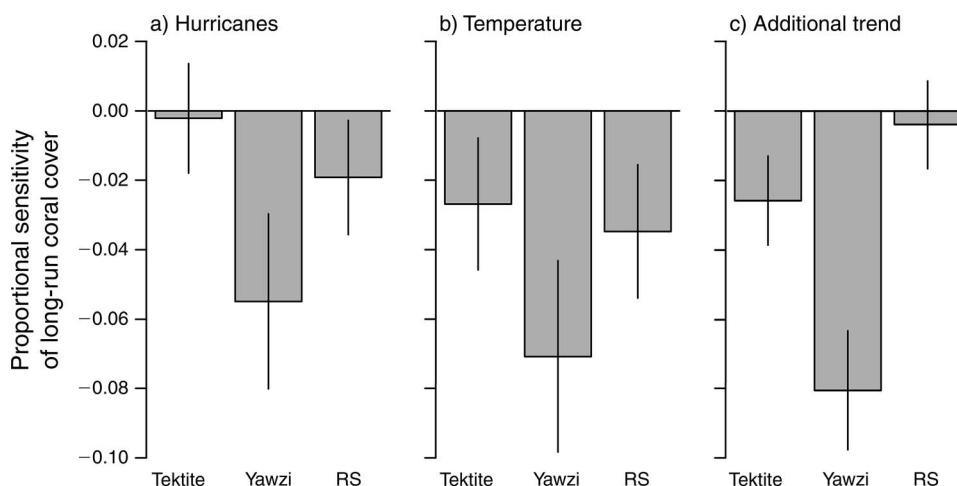 a) Hurricanes
b) Temperature
c) Additional trend
Proportional sensitivity
of long-run coral cover
0.02
0.00
−0.02
−0.04
−0.06
−0.08
−0.10
Tektite Yawzi RS
Tektite Yawzi RS
Tektite Yawzi RS